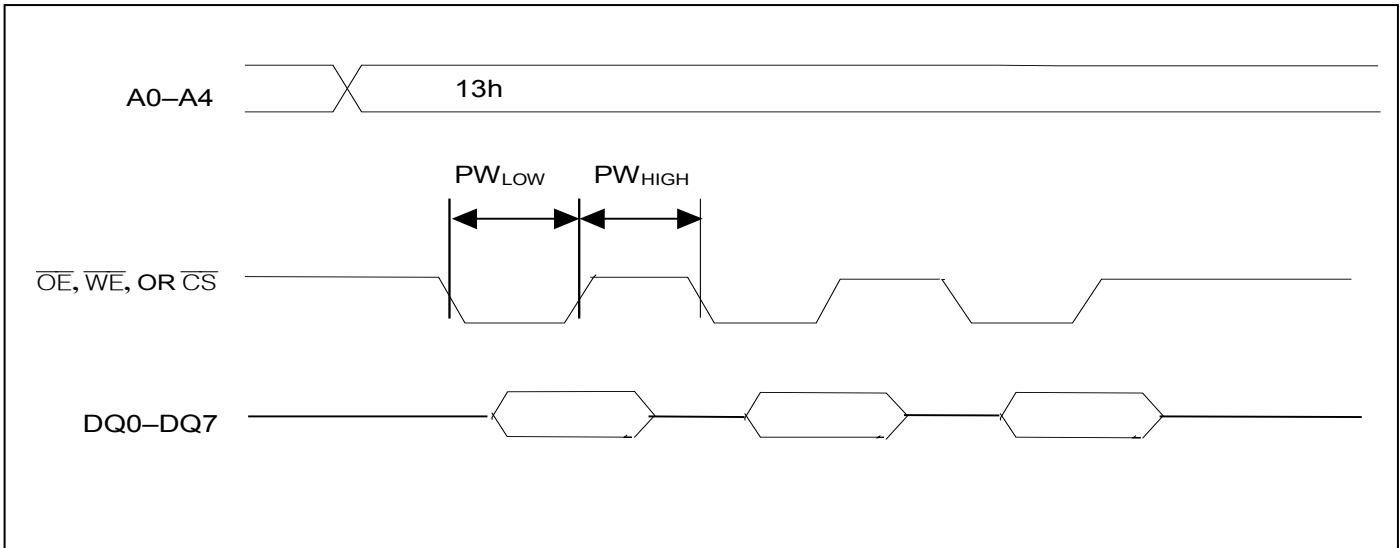 A0–A4
13h
PWLOW PWHIGH
OE, WE, OR CS
DQ0–DQ7